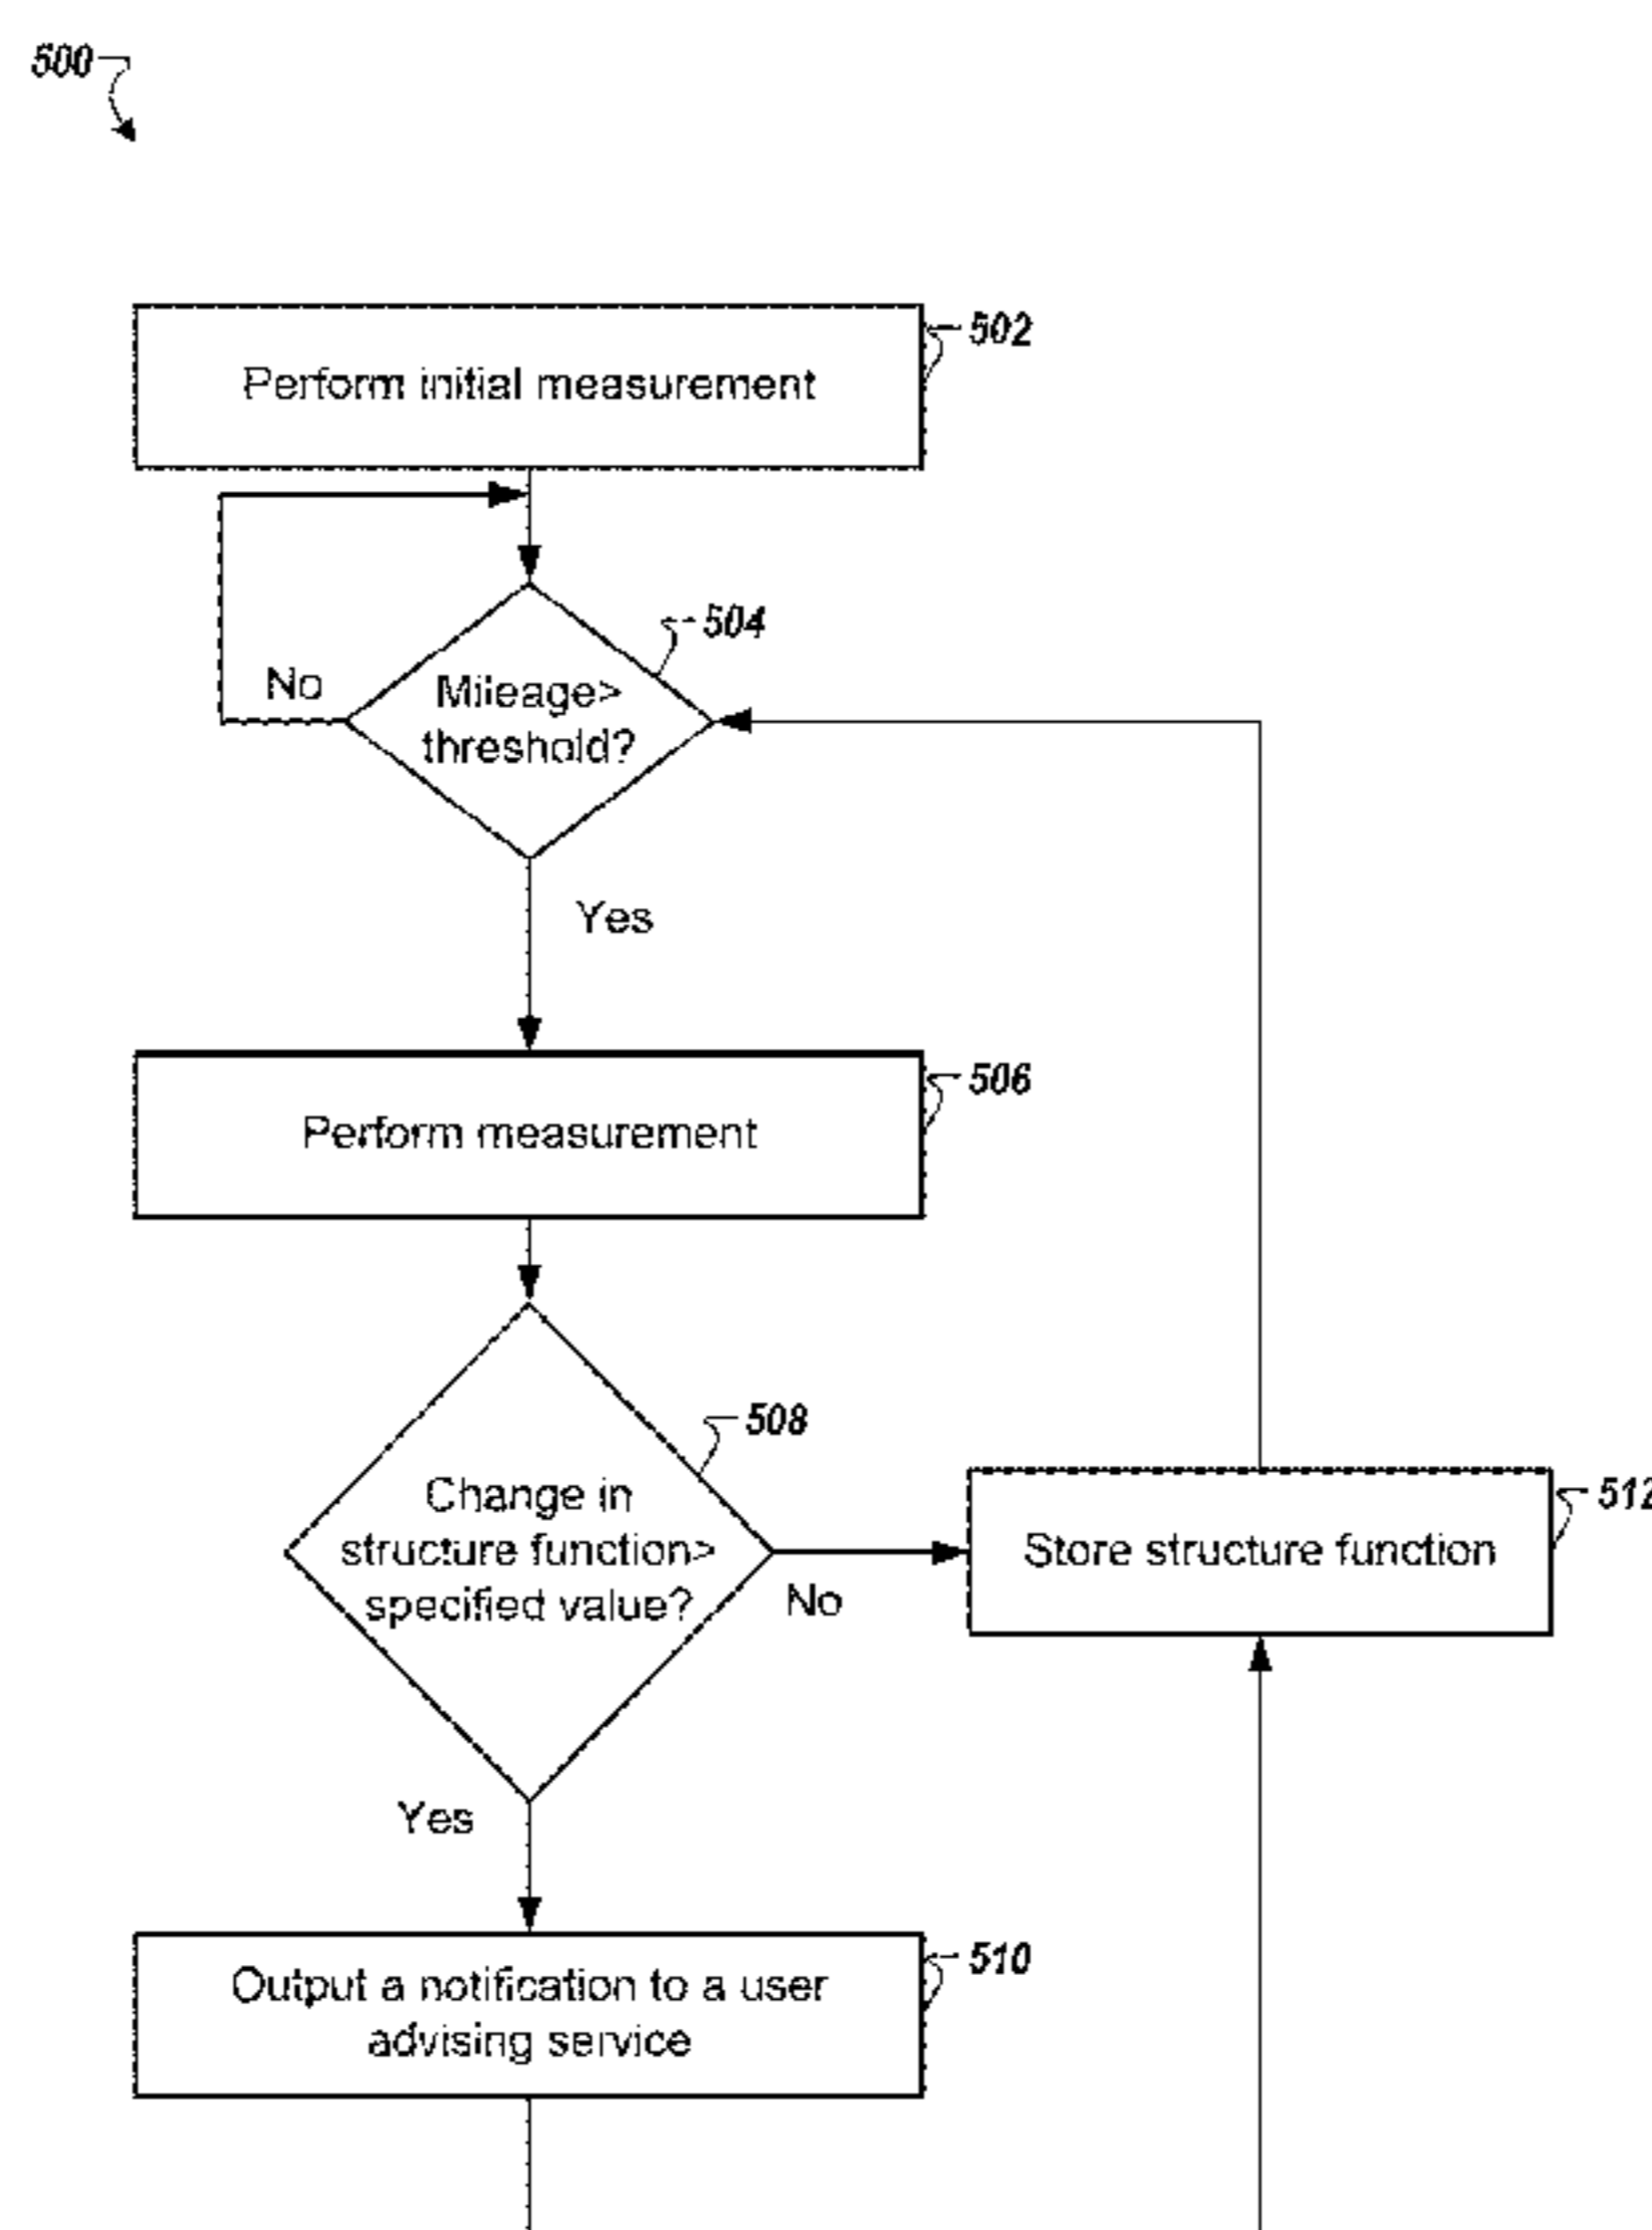 500
Perform initial measurement
502
504
No
Mileage>
threshold?
Yes
506
Perform measurement
508
Change in
structure function>
specified value?
No
512
Store structure function
Yes
510
Output a notification to a user
advising service